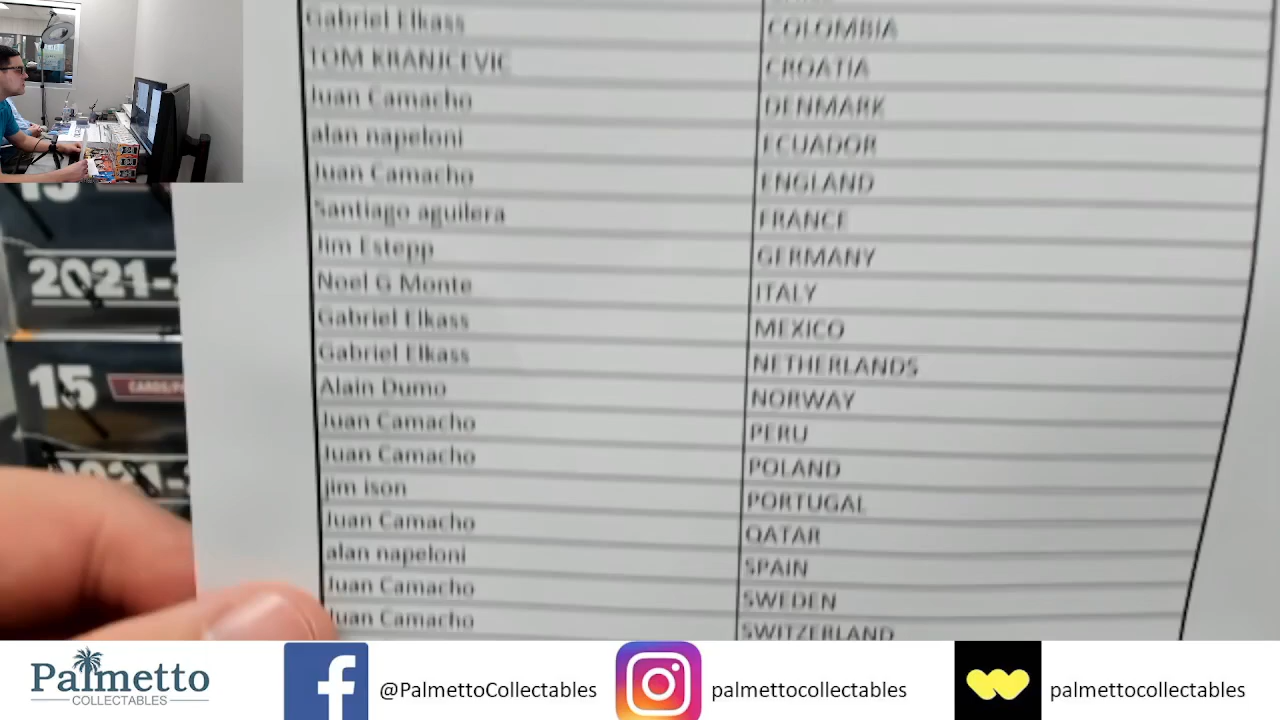 Gabriel Elkass COLOMBIA
TOM KRANJCEVIC CROATIA
Juan Camacho DENMARK
alan napeloni ECUADOR
Juan Camacho ENGLAND
Santiago aguilera FRANCE
Jim Estepp GERMANY
Noel G Monte ITALY
Gabriel Elkass MEXICO
Gabriel Elkass NETHERLANDS
Alain Dumo NORWAY
Juan Camacho PERU
Juan Camacho POLAND
jim ison PORTUGAL
Juan Camacho QATAR
alan napeloni SPAIN
Juan Camacho SWEDEN
Juan Camacho SWITZERLAND
15
2021-
15
2021-
Palmetto
COLLECTABLES
@PalmettoCollectables
palmettocollectables
palmettocollectables